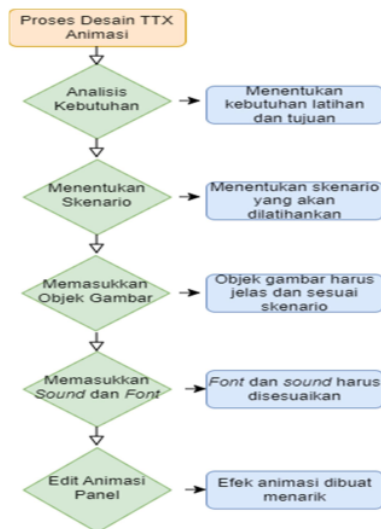 Proses Desain TTX
Animasi
Analisis
Kebutuhan
Menentukan
kebutuhan latihan
dan tujuan
Menentukan
Skenario
Menentukan skenario
yang akan
dilatihankan
Memasukkan
Objek Gambar
Objek gambar harus
jelas dan sesuai
skenario
Memasukkan
Sound dan Font
Font dan sound harus
disesuaikan
Edit Animasi
Panel
Efek animasi dibuat
menarik